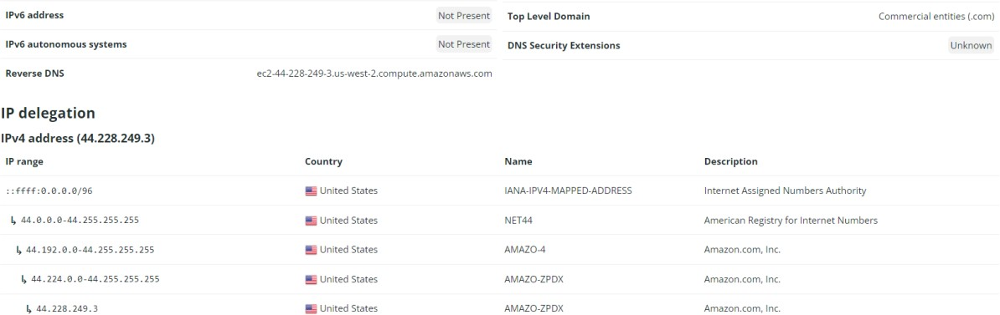 IPv6 address Not Present Top Level Domain Commercial entities (.com)
IPv6 autonomous systems Not Present DNS Security Extensions Unknown
Reverse DNS ec2-44-228-249-3.us-west-2.compute.amazonaws.com
IP delegation
IPv4 address (44.228.249.3)
IP range Country Name Description
::ffff:0.0.0.0/96 United States IANA-IPV4-MAPPED-ADDRESS Internet Assigned Numbers Authority
↳ 44.0.0.0-44.255.255.255 United States NET44 American Registry for Internet Numbers
↳ 44.192.0.0-44.255.255.255 United States AMAZO-4 Amazon.com, Inc.
↳ 44.224.0.0-44.255.255.255 United States AMAZO-ZPDX Amazon.com, Inc.
↳ 44.228.249.3 United States AMAZO-ZPDX Amazon.com, Inc.